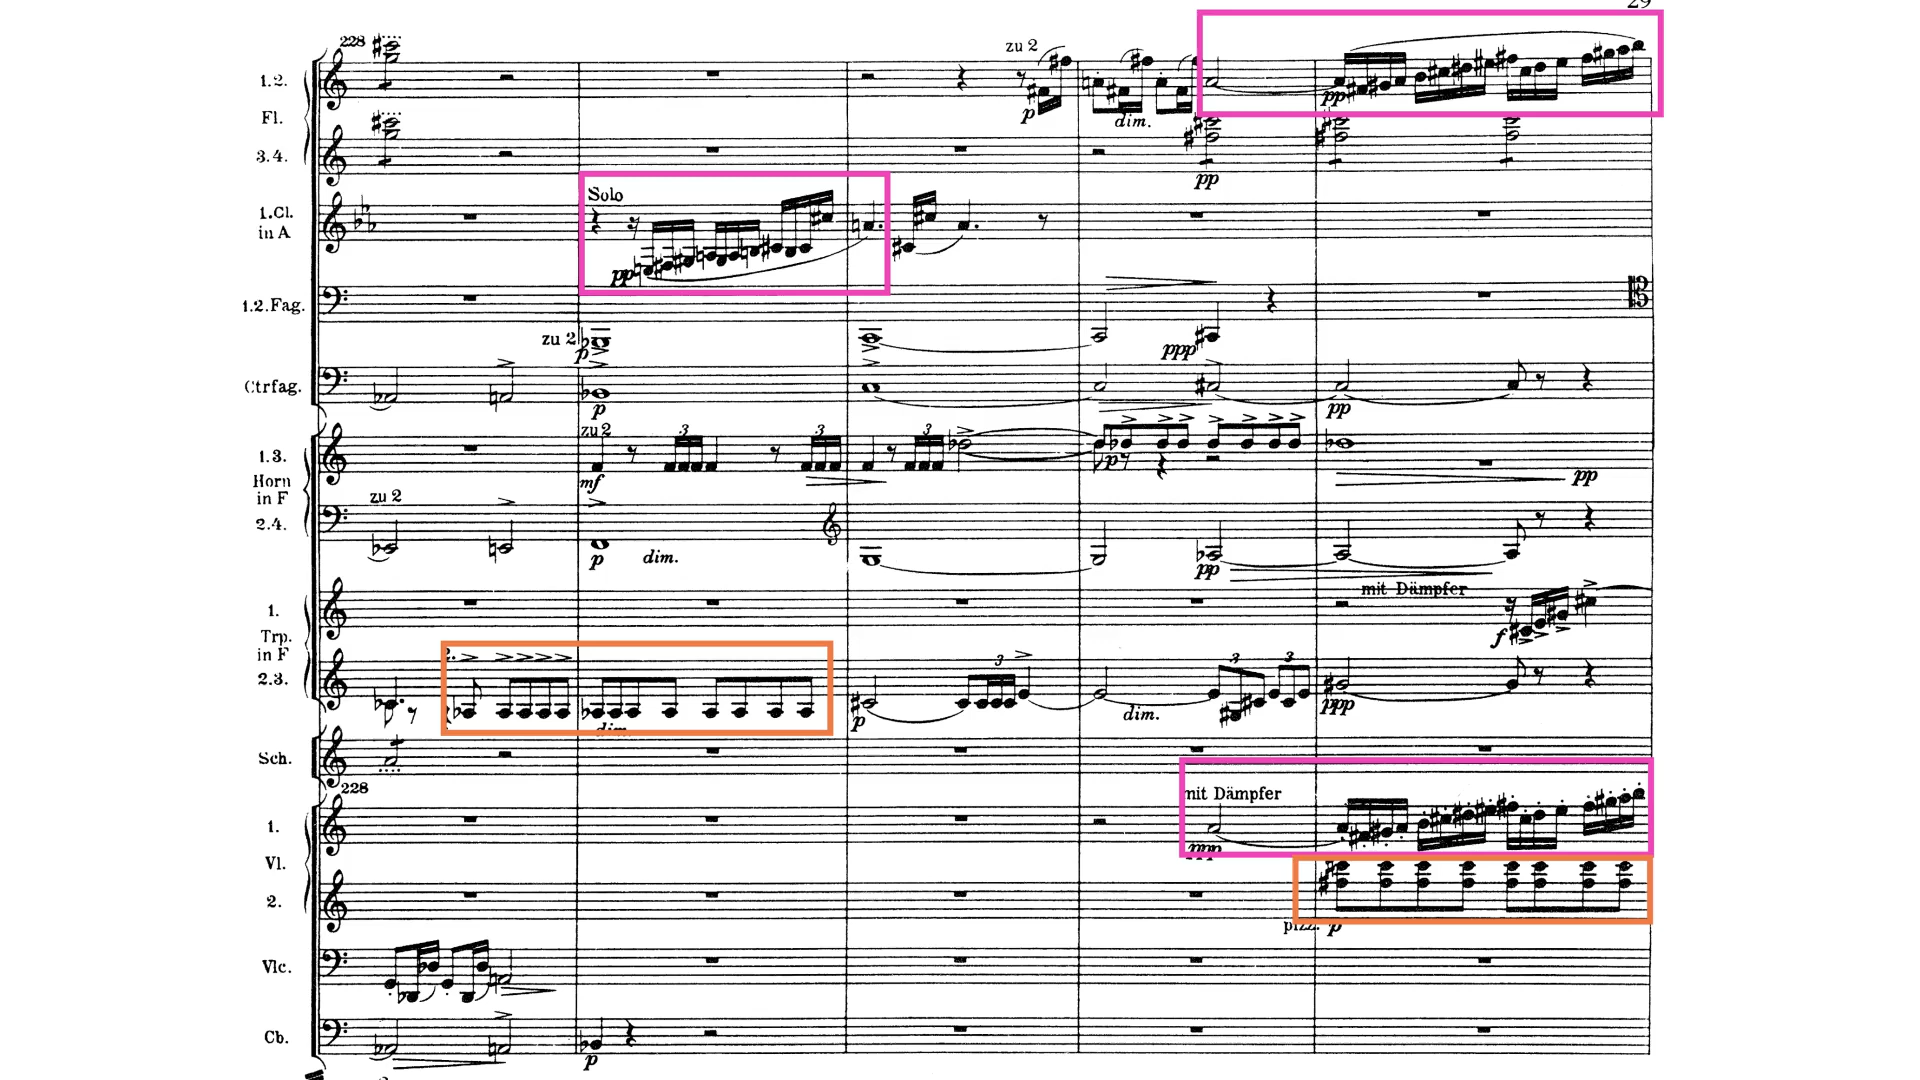 29
228
zu 2
1.2.
Fl.
p
dim.
pp
3.4.
pp
Solo
1.Cl.
in A
pp
1.2.Fag.
zu 2
p
ppp
Ctrfag.
p
pp
zu 2
3
3
3
1.3.
mf
p
pp
Horn
in F
zu 2
2.4.
p
dim.
pp
mit Dämpfer
1.
f
Trp.
in F
2.
3
3
3
2.3.
p
dim.
ppp
dim.
Sch.
228
mit Dämpfer
1.
ppp
Vl.
2.
pizz. p
Vlc.
Cb.
p